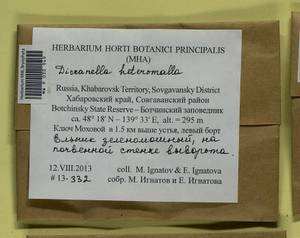 HERBARIUM HORTI BOTANICI PRINCIPALIS
(MHA)
Dicranella heteromalla
Russia, Khabarovsk Territory, Sovgavansky District
Хабаровский край, Совгаванский район
Botchinsky State Reserve – Ботчинский заповедник
ca. 48° 18' N – 139° 33' E, alt. = 295 m
Ключ Моховой в 1.5 км выше устья, левый борт
Ельник зеленомошный, на
почвенной стенке выворота.
12.VIII.2013 coll. M. Ignatov & E. Ignatova
# 13-332 собр. М. Игнатов и Е. Игнатова